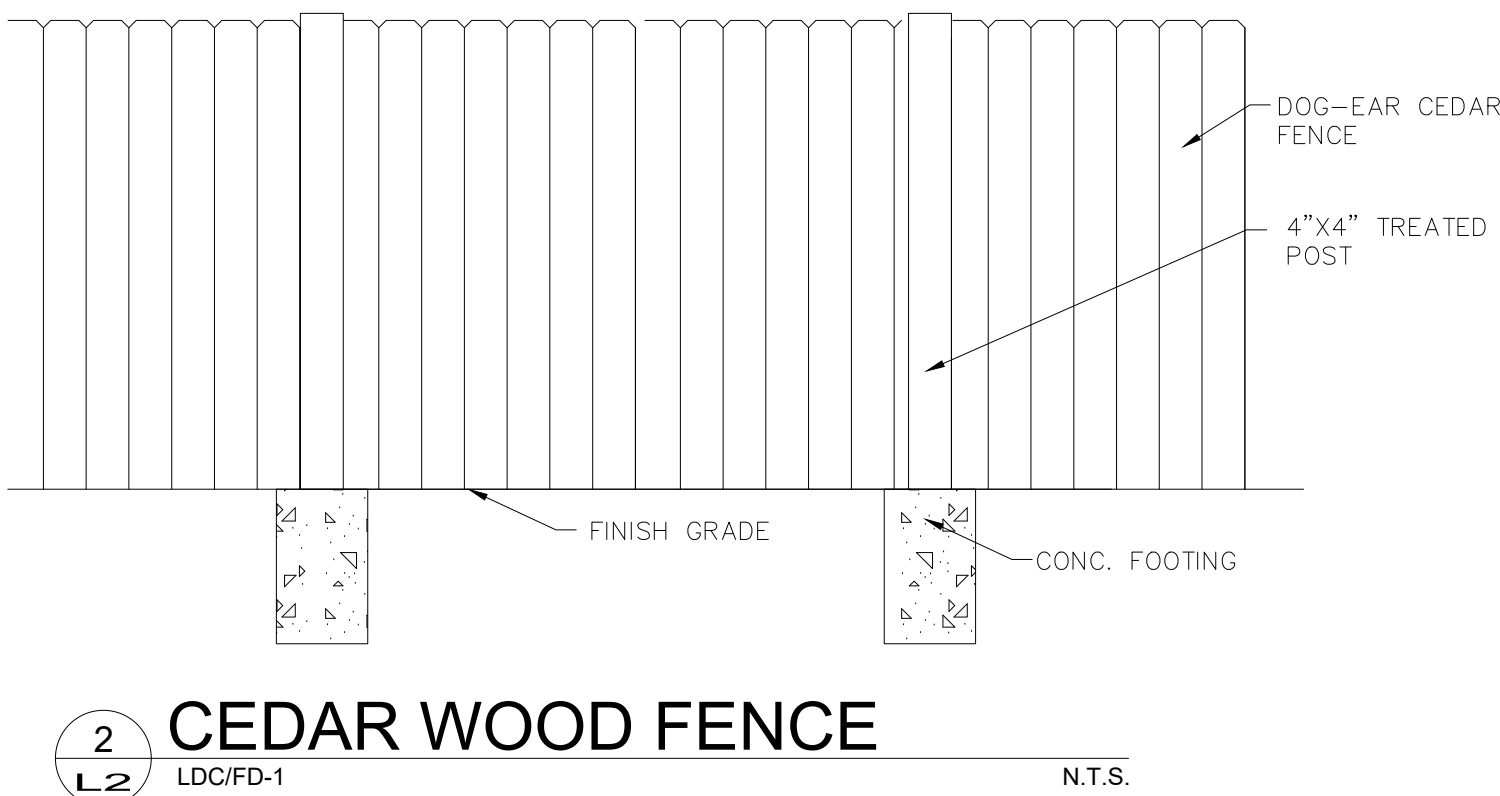 DOG-EAR CEDAR
FENCE
4”X4” TREATED
POST
FINISH GRADE
CONC. FOOTING
2
L2
CEDAR WOOD FENCE
LDC/FD-1
N.T.S.